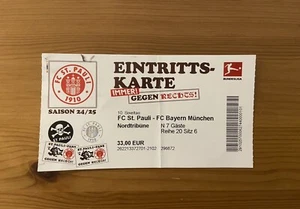 FC ST. PAULI
1910
SAISON 24/25
EINTRITTS-
KARTE
IMMER!
GEGEN RECHTS!
BUNDESLIGA
FC St. Pauli - FC Bayern München
Nordtribüne
N 7 Gäste
Reihe 20 Sitz 6
33,00 EUR